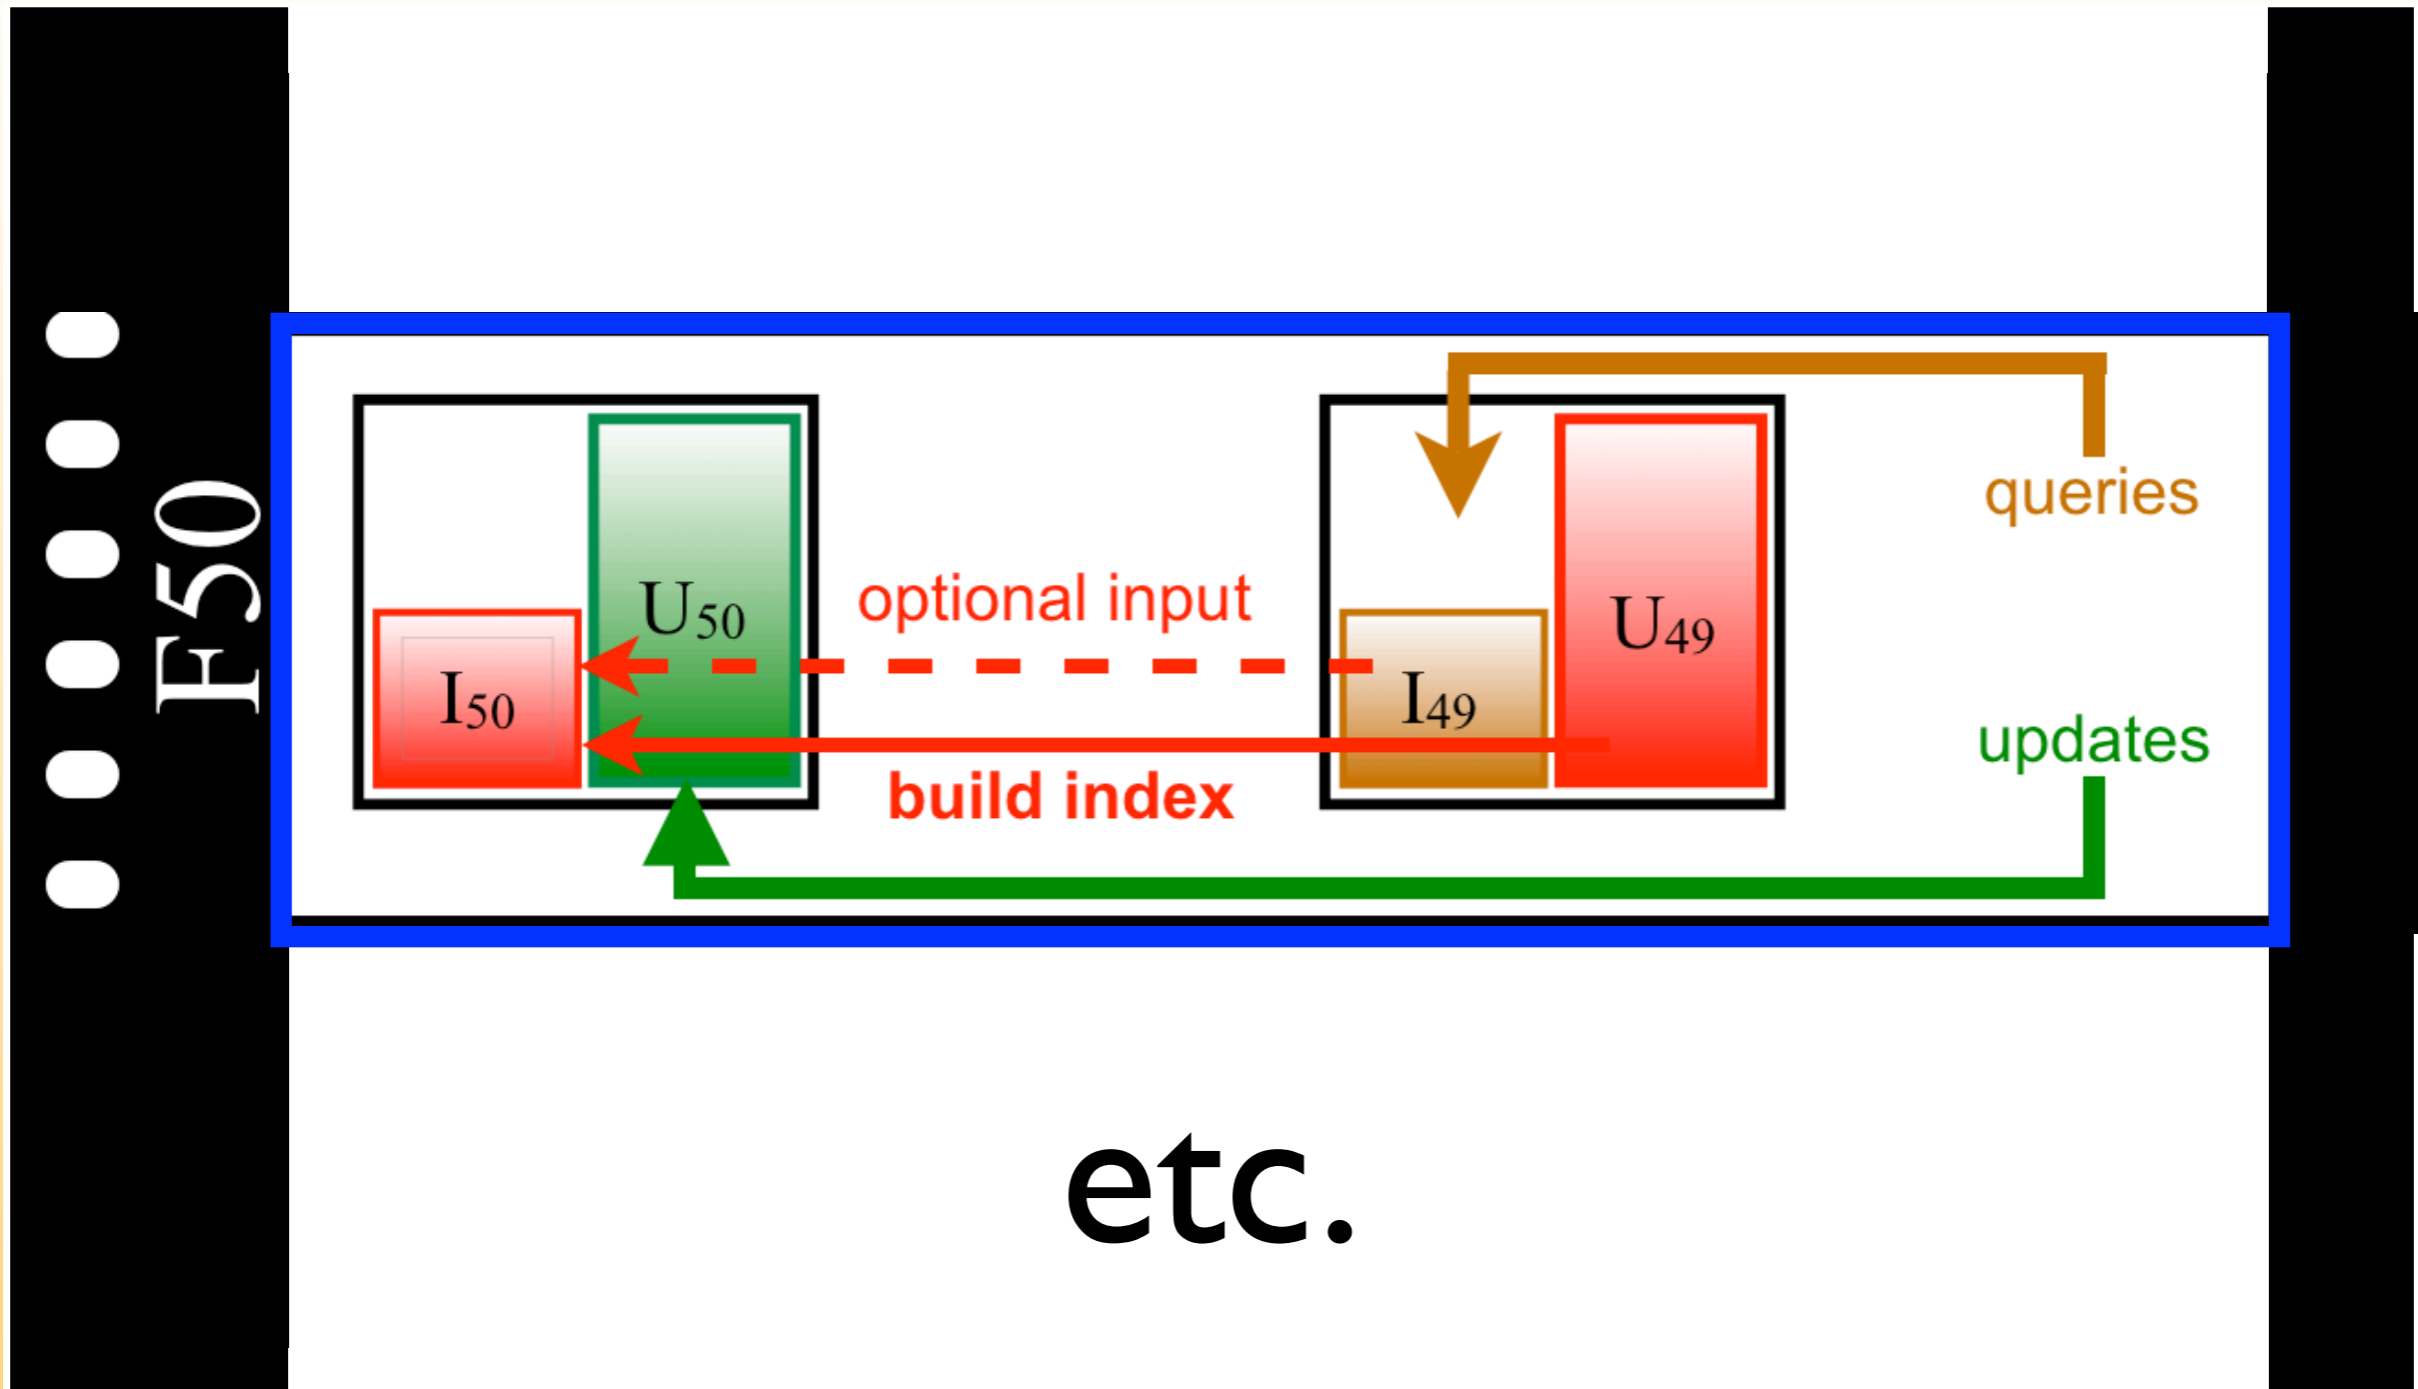 F50
queries
optional input
U50
U49
I50
I49
updates
build index
etc.